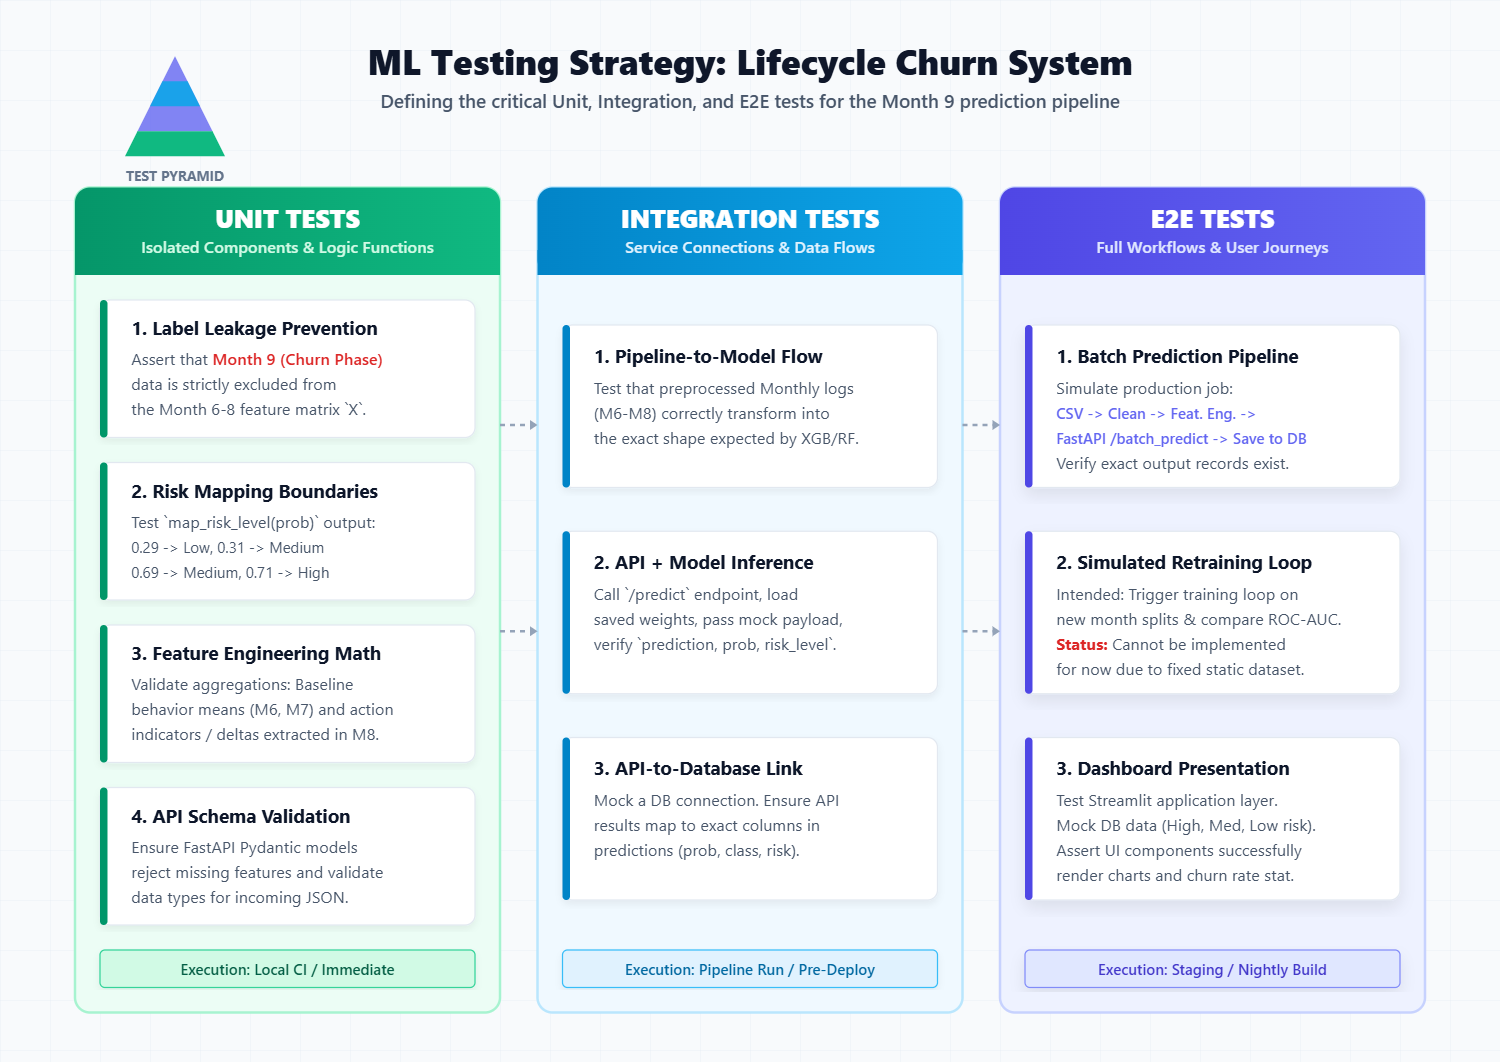 ML Testing Strategy: Lifecycle Churn System
Defining the critical Unit, Integration, and E2E tests for the Month 9 prediction pipeline
TEST PYRAMID
UNIT TESTS
Isolated Components & Logic Functions
1. Label Leakage Prevention
Assert that Month 9 (Churn Phase)
data is strictly excluded from
the Month 6-8 feature matrix `X`.
2. Risk Mapping Boundaries
Test `map_risk_level(prob)` output:
0.29 -> Low, 0.31 -> Medium
0.69 -> Medium, 0.71 -> High
3. Feature Engineering Math
Validate aggregations: Baseline
behavior means (M6, M7) and action
indicators / deltas extracted in M8.
4. API Schema Validation
Ensure FastAPI Pydantic models
reject missing features and validate
data types for incoming JSON.
Execution: Local CI / Immediate
INTEGRATION TESTS
Service Connections & Data Flows
1. Pipeline-to-Model Flow
Test that preprocessed Monthly logs
(M6-M8) correctly transform into
the exact shape expected by XGB/RF.
2. API + Model Inference
Call `/predict` endpoint, load
saved weights, pass mock payload,
verify `prediction, prob, risk_level`.
3. API-to-Database Link
Mock a DB connection. Ensure API
results map to exact columns in
predictions (prob, class, risk).
Execution: Pipeline Run / Pre-Deploy
E2E TESTS
Full Workflows & User Journeys
1. Batch Prediction Pipeline
Simulate production job:
CSV -> Clean -> Feat. Eng. ->
FastAPI /batch_predict -> Save to DB
Verify exact output records exist.
2. Simulated Retraining Loop
Intended: Trigger training loop on
new month splits & compare ROC-AUC.
Status: Cannot be implemented
for now due to fixed static dataset.
3. Dashboard Presentation
Test Streamlit application layer.
Mock DB data (High, Med, Low risk).
Assert UI components successfully
render charts and churn rate stat.
Execution: Staging / Nightly Build